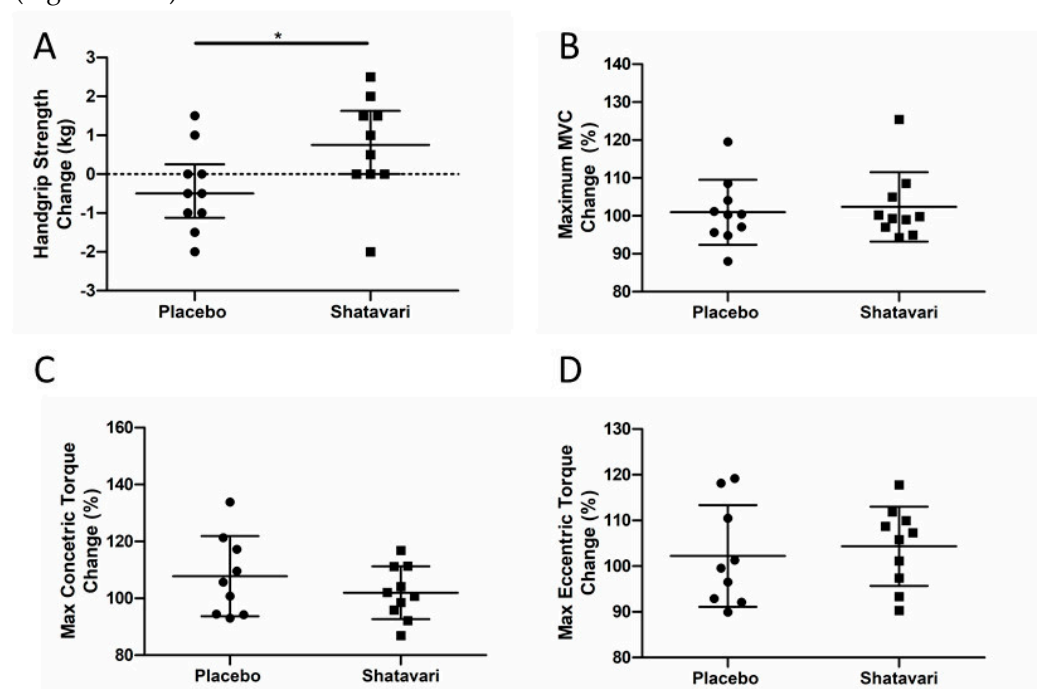 A
*
Handgrip Strength
Change (kg)
3
2
1
0
-1
-2
-3
Placebo Shatavari
B
Maximum MVC
Change (%)
140
130
120
110
100
90
80
Placebo Shatavari
C
Max Concetric Torque
Change (%)
160
140
120
100
80
Placebo Shatavari
D
Max Eccentric Torque
Change (%)
130
120
110
100
90
80
Placebo Shatavari